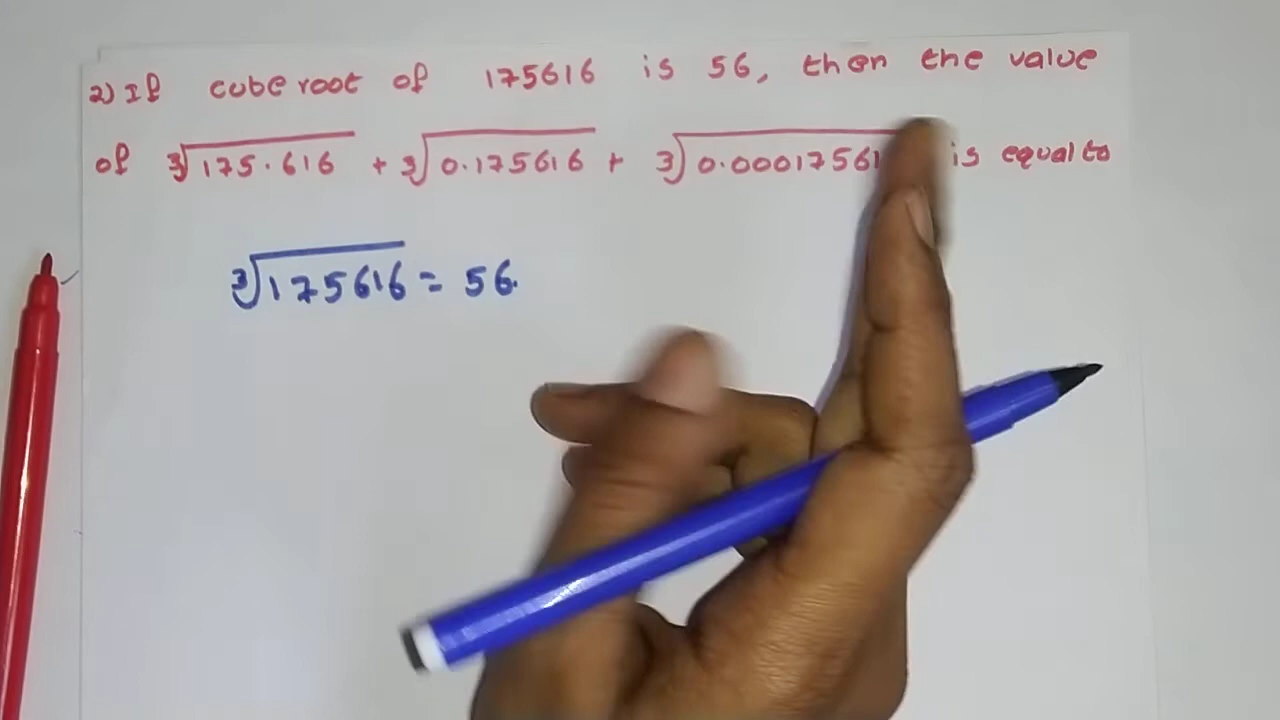 2) If cube root of 175616 is 56, then the value
of ∛175.616 + ∛0.175616 + ∛0.00017561 is equal to
∛175616 = 56.